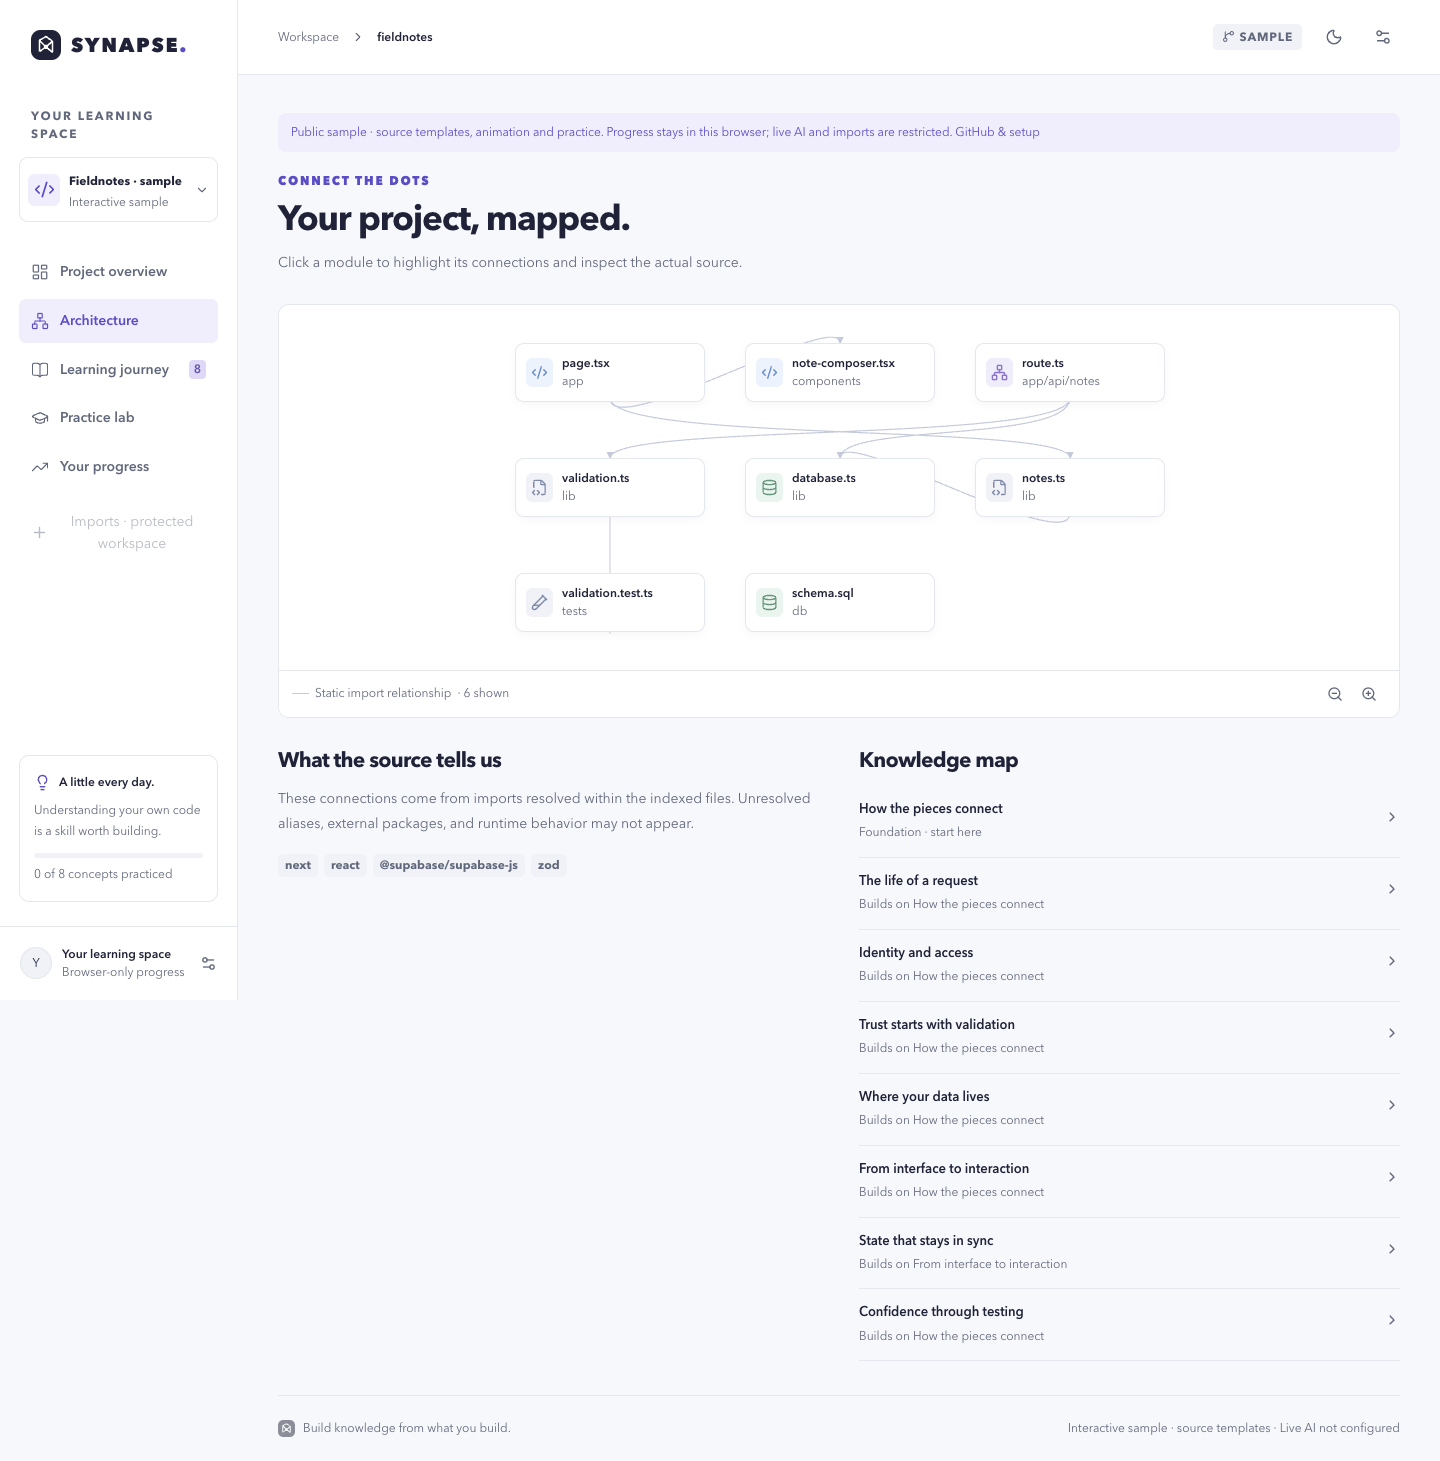 SYNAPSE.
YOUR LEARNING
SPACE
Fieldnotes · sample
Interactive sample
Project overview
Architecture
Learning journey 8
Practice lab
Your progress
Imports · protected
workspace
A little every day.
Understanding your own code
is a skill worth building.
0 of 8 concepts practiced
Y
Your learning space
Browser-only progress
Workspace > fieldnotes
SAMPLE
Public sample · source templates, animation and practice. Progress stays in this browser; live AI and imports are restricted. GitHub & setup
CONNECT THE DOTS
Your project, mapped.
Click a module to highlight its connections and inspect the actual source.
page.tsx
app
note-composer.tsx
components
route.ts
app/api/notes
validation.ts
lib
database.ts
lib
notes.ts
lib
validation.test.ts
tests
schema.sql
db
Static import relationship · 6 shown
What the source tells us
These connections come from imports resolved within the indexed files. Unresolved
aliases, external packages, and runtime behavior may not appear.
next react @supabase/supabase-js zod
Knowledge map
How the pieces connect
Foundation · start here
The life of a request
Builds on How the pieces connect
Identity and access
Builds on How the pieces connect
Trust starts with validation
Builds on How the pieces connect
Where your data lives
Builds on How the pieces connect
From interface to interaction
Builds on How the pieces connect
State that stays in sync
Builds on From interface to interaction
Confidence through testing
Builds on How the pieces connect
Build knowledge from what you build.
Interactive sample · source templates · Live AI not configured